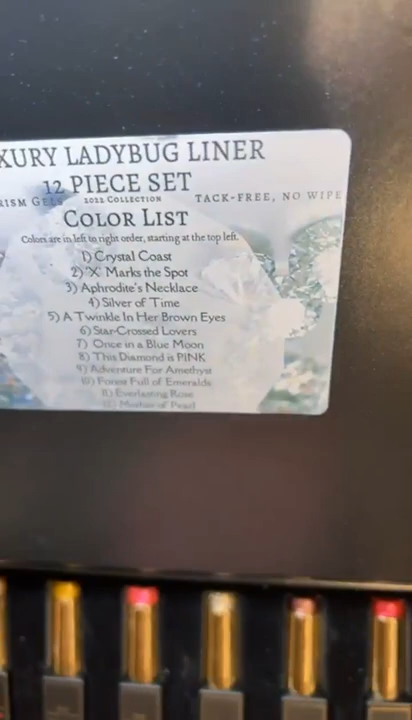 XURY LADYBUG LINER
12 PIECE SET
RISM GELS 2022 COLLECTION TACK-FREE, NO WIPE
COLOR LIST
Colors are in left to right order, starting at the top left.
1) Crystal Coast
2) 'X' Marks the Spot
3) Aphrodite's Necklace
4) Silver of Time
5) A Twinkle In Her Brown Eyes
6) Star-Crossed Lovers
7) Once in a Blue Moon
8) This Diamond is PINK
9) Adventure For Amethyst
10) Forest Full of Emeralds
11) Everlasting Rose
12) Mother of Pearl